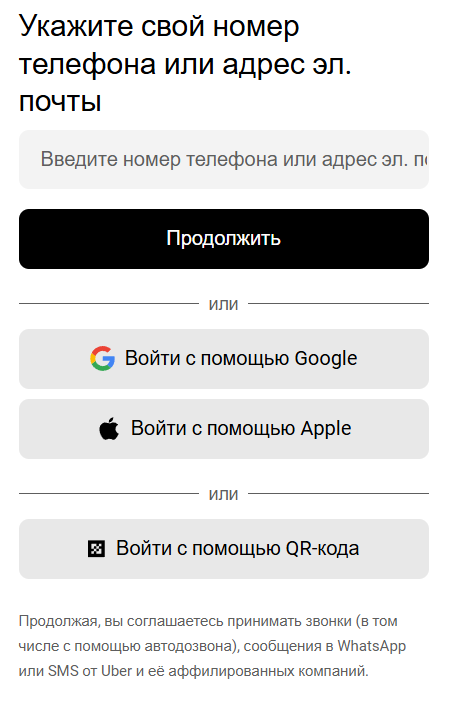 Укажите свой номер
телефона или адрес эл.
почты
Введите номер телефона или адрес эл.
Продолжить
или
Войти с помощью Google
Войти с помощью Apple
или
Войти с помощью QR-кода
Продолжая, вы соглашаетесь принимать звонки (в том
числе с помощью автодозвона), сообщения в WhatsApp
или SMS от Uber и её аффилированных компаний.